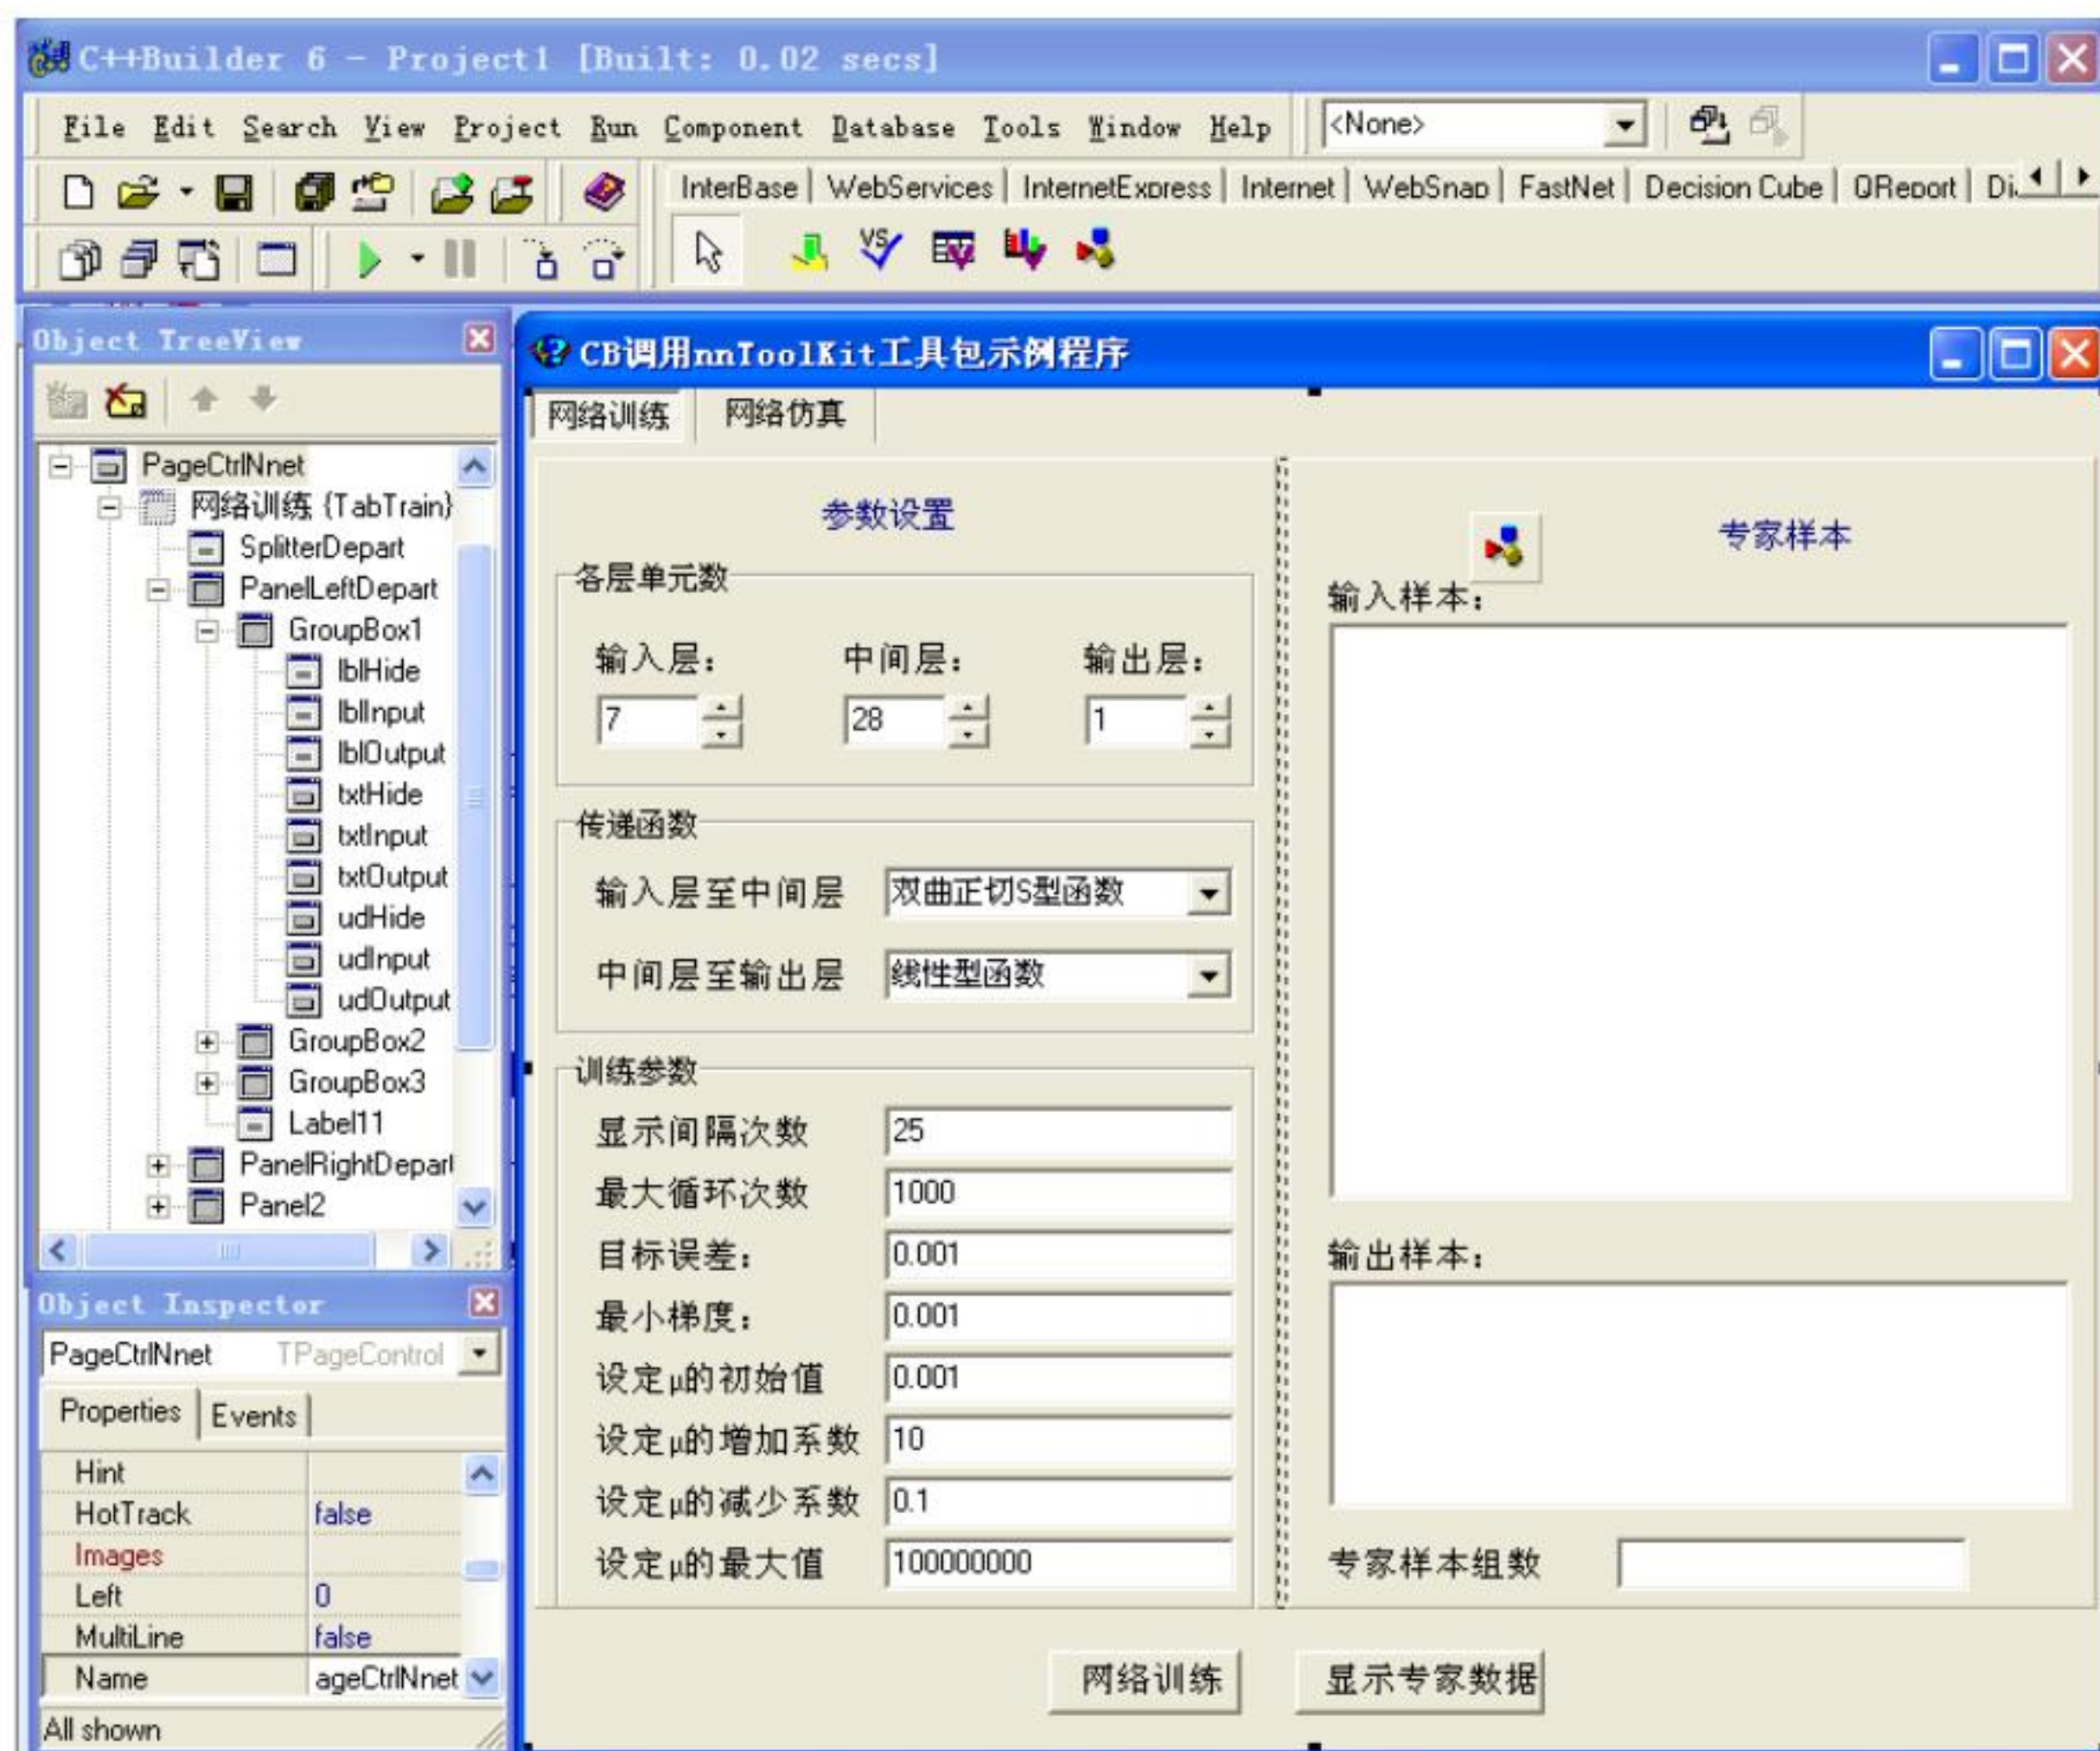 C++Builder 6 - Project1 [Built: 0.02 secs]
File Edit Search View Project Run Component Database Tools Window Help <None>
InterBase WebServices InternetExpress Internet WebSnap FastNet Decision Cube QReport
VS
Object TreeView
PageCtrlNnet
网络训练 {TabTrain}
SplitterDepart
PanelLeftDepart
GroupBox1
lblHide
lblInput
lblOutput
txtHide
txtInput
txtOutput
udHide
udInput
udOutput
GroupBox2
GroupBox3
Label11
PanelRightDepart
Panel2
Object Inspector
PageCtrlNnet TPageControl
Properties Events
Hint
HotTrack false
Images
Left 0
MultiLine false
Name ageCtrlNnet
All shown
CB调用nnToolKit工具包示例程序
网络训练 网络仿真
参数设置
各层单元数
输入层: 中间层: 输出层:
7 28 1
传递函数
输入层至中间层 双曲正切S型函数
中间层至输出层 线性型函数
训练参数
显示间隔次数 25
最大循环次数 1000
目标误差: 0.001
最小梯度: 0.001
设定μ的初始值 0.001
设定μ的增加系数 10
设定μ的减少系数 0.1
设定μ的最大值 100000000
专家样本
输入样本:
输出样本:
专家样本组数
网络训练 显示专家数据